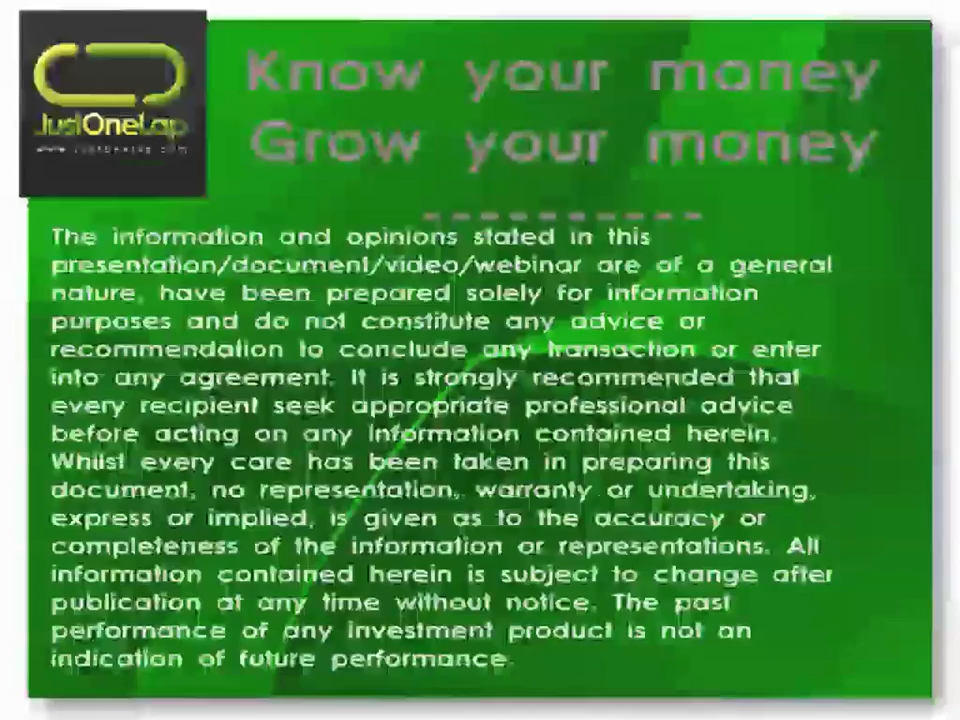 JustOneLap
Know your money
Grow your money
The information and opinions stated in this
presentation/document/video/webinar are of a general
nature, have been prepared solely for information
purposes and do not constitute any advice or
recommendation to conclude any transaction or enter
into any agreement. It is strongly recommended that
every recipient seek appropriate professional advice
before acting on any information contained herein.
Whilst every care has been taken in preparing this
document, no representation, warranty or undertaking,
express or implied, is given as to the accuracy or
completeness of the information or representations. All
information contained herein is subject to change after
publication at any time without notice. The past
performance of any investment product is not an
indication of future performance.